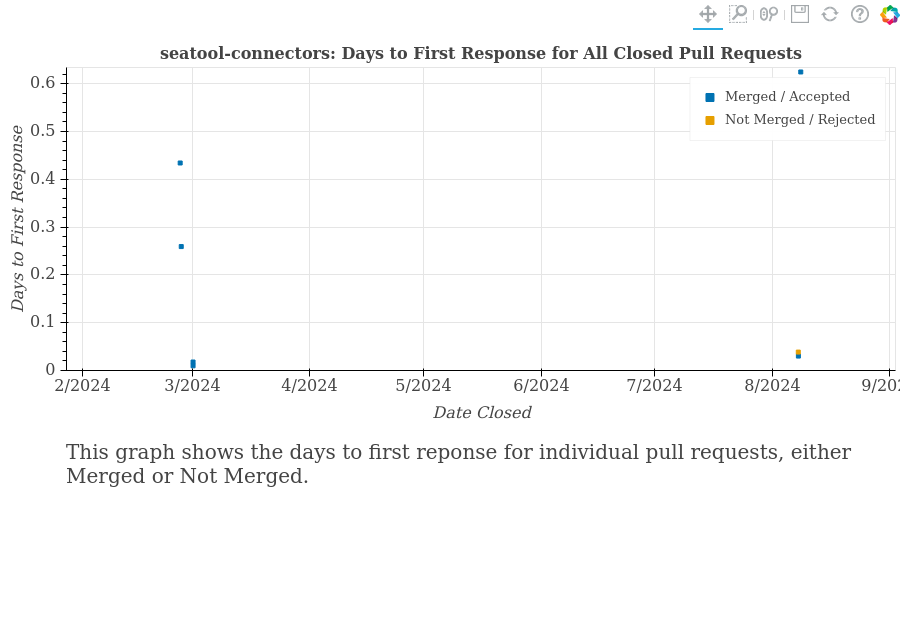 seatool-connectors: Days to First Response for All Closed Pull Requests
Merged / Accepted
Not Merged / Rejected
Days to First Response
0.6
0.5
0.4
0.3
0.2
0.1
0
2/2024 3/2024 4/2024 5/2024 6/2024 7/2024 8/2024 9/202
Date Closed
This graph shows the days to first reponse for individual pull requests, either
Merged or Not Merged.